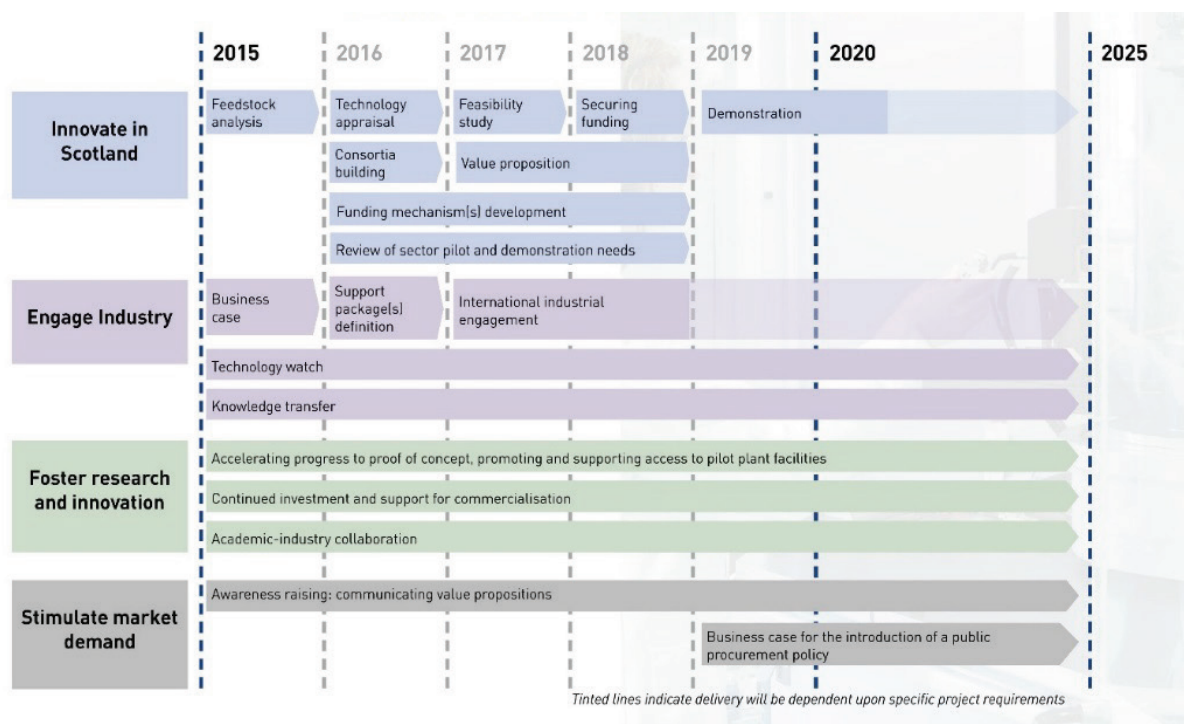 2015
2016
2017
2018
2019
2020
2025
Innovate in
Scotland
Feedstock
analysis
Technology
appraisal
Feasibility
study
Securing
funding
Demonstration
Consortia
building
Value proposition
Funding mechanism(s) development
Review of sector pilot and demonstration needs
Engage Industry
Business
case
Support
package(s)
definition
International industrial
engagement
Technology watch
Knowledge transfer
Foster research
and innovation
Accelerating progress to proof of concept, promoting and supporting access to pilot plant facilities
Continued investment and support for commercialisation
Academic-industry collaboration
Stimulate market
demand
Awareness raising: communicating value propositions
Business case for the introduction of a public
procurement policy
Tinted lines indicate delivery will be dependent upon specific project requirements